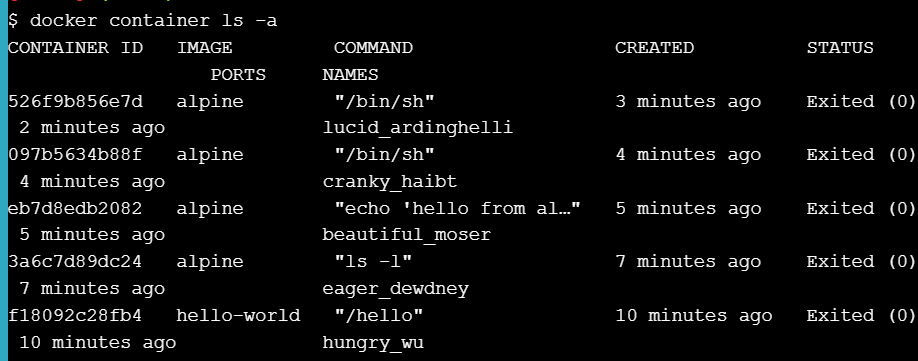 $ docker container ls -a
CONTAINER ID   IMAGE         COMMAND                  CREATED          STATUS
PORTS     NAMES
526f9b856e7d   alpine        "/bin/sh"                3 minutes ago    Exited (0)
2 minutes ago              lucid_ardinghelli
097b5634b88f   alpine        "/bin/sh"                4 minutes ago    Exited (0)
4 minutes ago              cranky_haibt
eb7d8edb2082   alpine        "echo 'hello from al…"   5 minutes ago    Exited (0)
5 minutes ago              beautiful_moser
3a6c7d89dc24   alpine        "ls -l"                  7 minutes ago    Exited (0)
7 minutes ago              eager_dewdney
f18092c28fb4   hello-world   "/hello"                 10 minutes ago   Exited (0)
10 minutes ago             hungry_wu